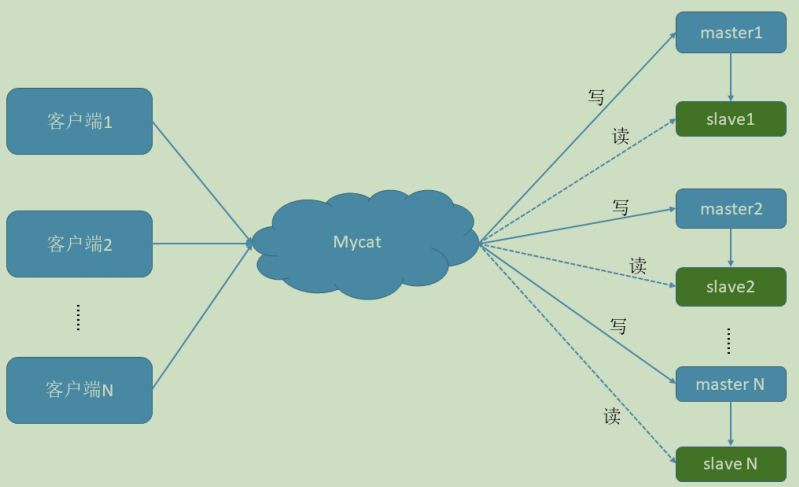 客户端1
客户端2
......
客户端N
Mycat
写
读
写
读
写
读
master1
slave1
master2
slave2
......
master N
slave N